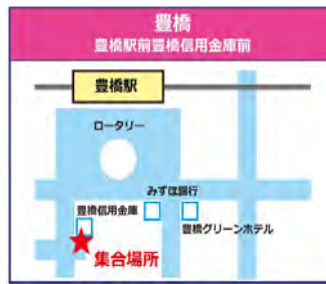 豊橋
豊橋駅前豊橋信用金庫前
豊橋駅
ロータリー
みずほ銀行
豊橋信用金庫
豊橋グリーンホテル
集合場所